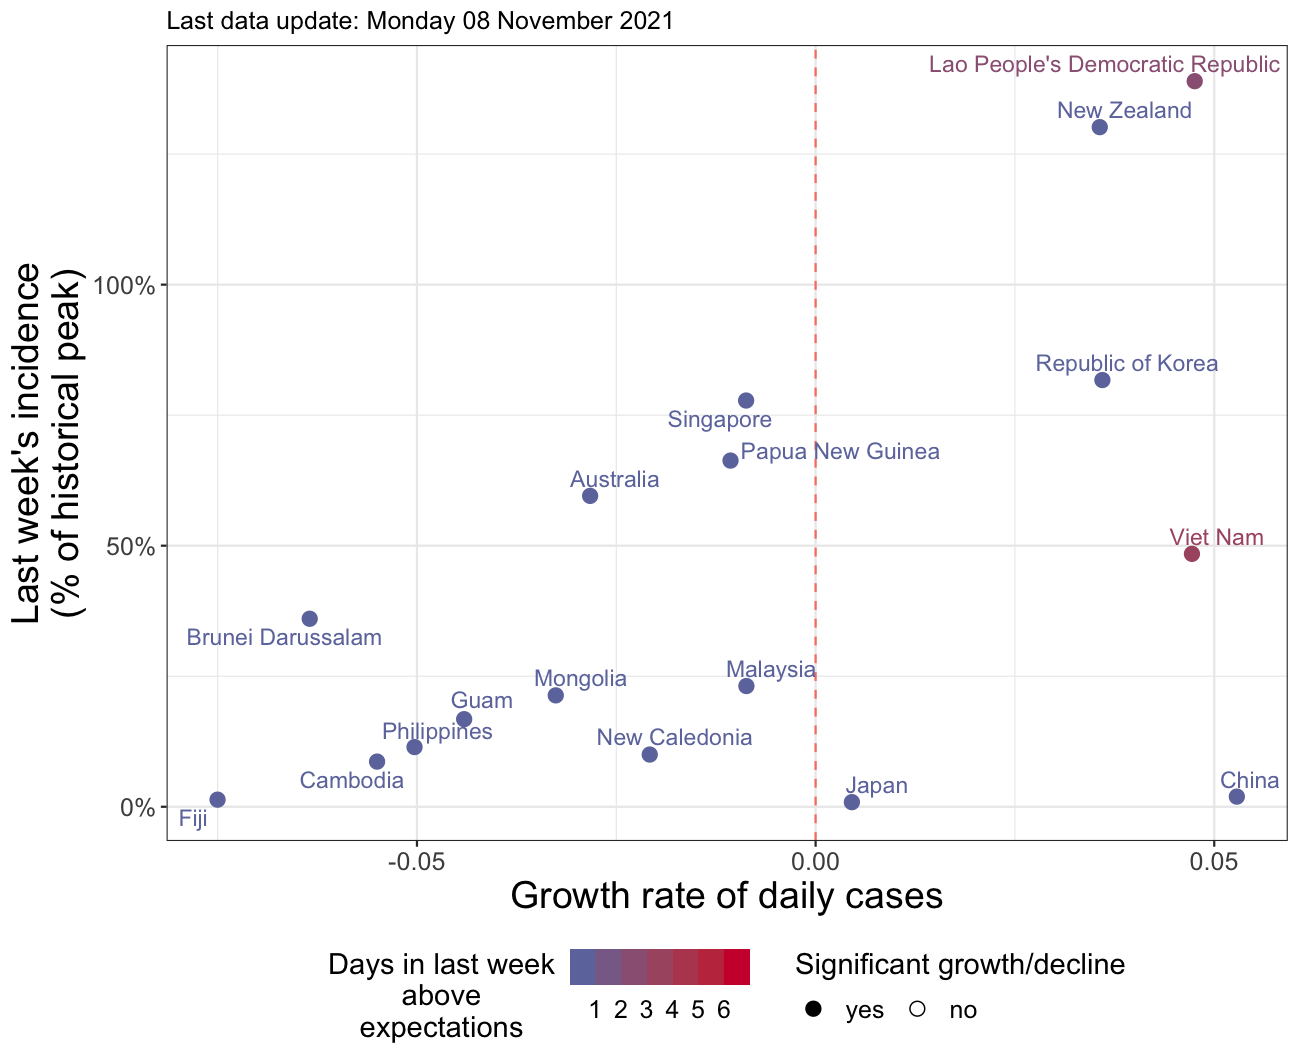 Last data update: Monday 08 November 2021
Lao People's Democratic Republic
New Zealand
Last week's incidence
(% of historical peak)
100%
Republic of Korea
Singapore
Papua New Guinea
Australia
50%
Viet Nam
Brunei Darussalam
Malaysia
Mongolia
Guam
Philippines
New Caledonia
Cambodia
Japan
China
0%
Fiji
-0.05
0.00
0.05
Growth rate of daily cases
Days in last week
above
expectations
1 2 3 4 5 6
Significant growth/decline
yes no